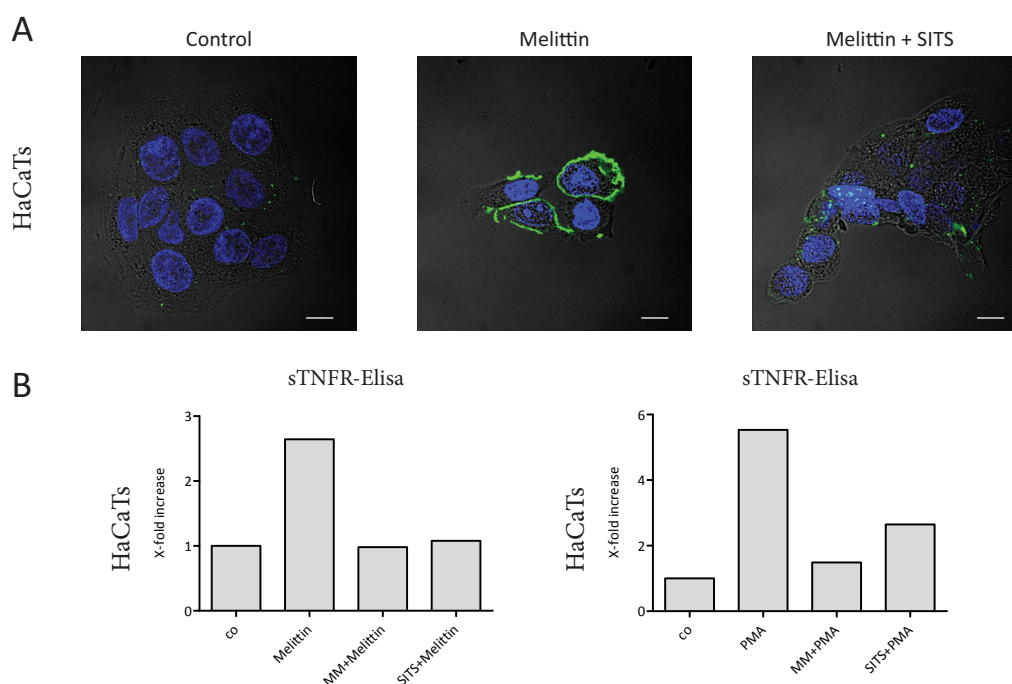 A
Control
Melittin
Melittin + SITS
HaCaTs
B
sTNFR-Elisa
sTNFR-Elisa
HaCaTs
X-fold increase
3
2
1
0
co
Melittin
MM+Melittin
SITS+Melittin
HaCaTs
X-fold increase
6
4
2
0
co
PMA
MM+PMA
SITS+PMA